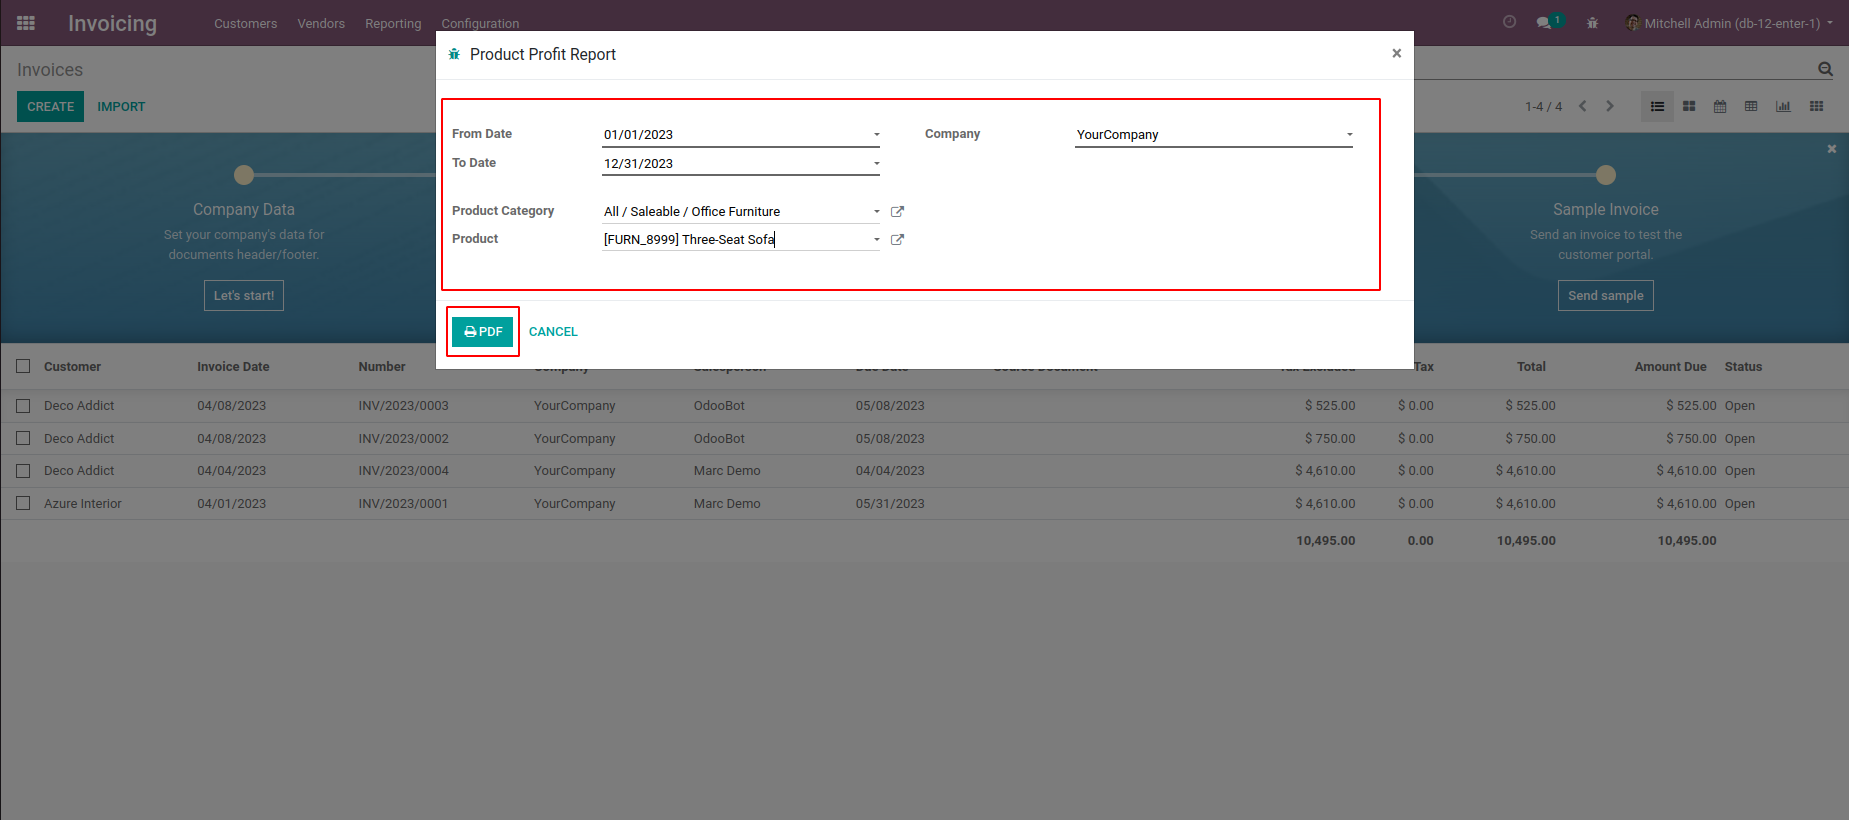 Invoicing Customers Vendors Reporting Configuration 1 Mitchell Admin (db-12-enter-1)
Product Profit Report ×
Invoices
CREATE IMPORT 1-4 / 4
From Date 01/01/2023 Company YourCompany
To Date 12/31/2023
Product Category All / Saleable / Office Furniture
Product [FURN_8999] Three-Seat Sofa
PDF CANCEL
Company Data
Set your company's data for
documents header/footer.
Let's start!
Sample Invoice
Send an invoice to test the
customer portal.
Send sample
Customer Invoice Date Number Company Salesperson Due Date Source Document Tax Excluded Tax Total Amount Due Status
Deco Addict 04/08/2023 INV/2023/0003 YourCompany OdooBot 05/08/2023 $ 525.00 $ 0.00 $ 525.00 $ 525.00 Open
Deco Addict 04/08/2023 INV/2023/0002 YourCompany OdooBot 05/08/2023 $ 750.00 $ 0.00 $ 750.00 $ 750.00 Open
Deco Addict 04/04/2023 INV/2023/0004 YourCompany Marc Demo 04/04/2023 $ 4,610.00 $ 0.00 $ 4,610.00 $ 4,610.00 Open
Azure Interior 04/01/2023 INV/2023/0001 YourCompany Marc Demo 05/31/2023 $ 4,610.00 $ 0.00 $ 4,610.00 $ 4,610.00 Open
10,495.00 0.00 10,495.00 10,495.00